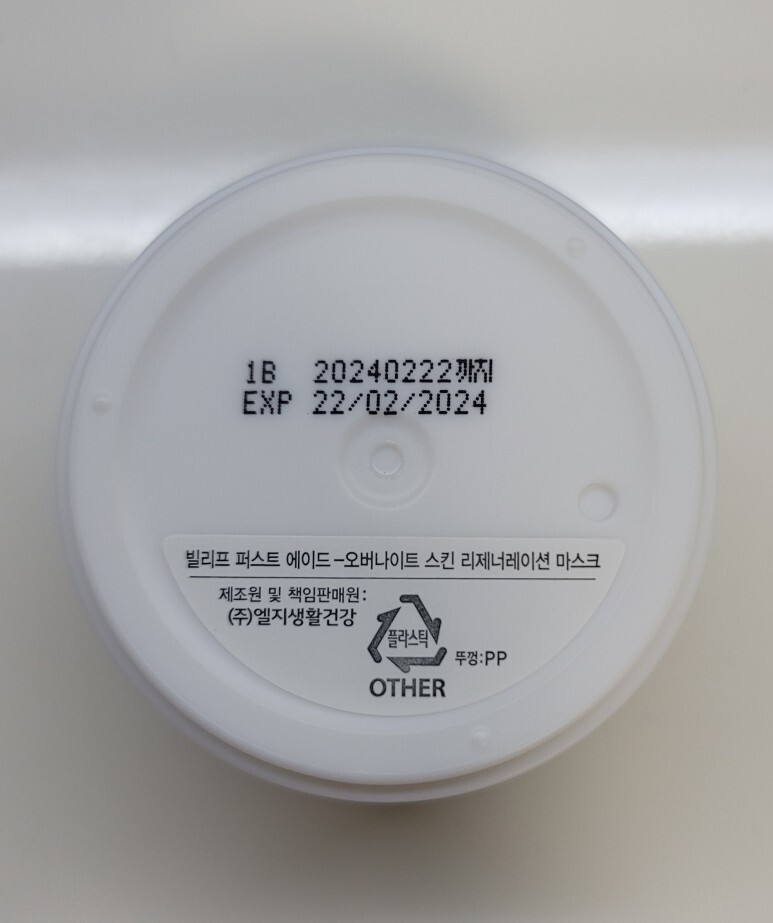 1B 20240222까지
EXP 22/02/2024
빌리프 퍼스트 에이드-오버나이트 스킨 리제너레이션 마스크
제조원 및 책임판매원:
(주)엘지생활건강
플라스틱
뚜껑:PP
OTHER